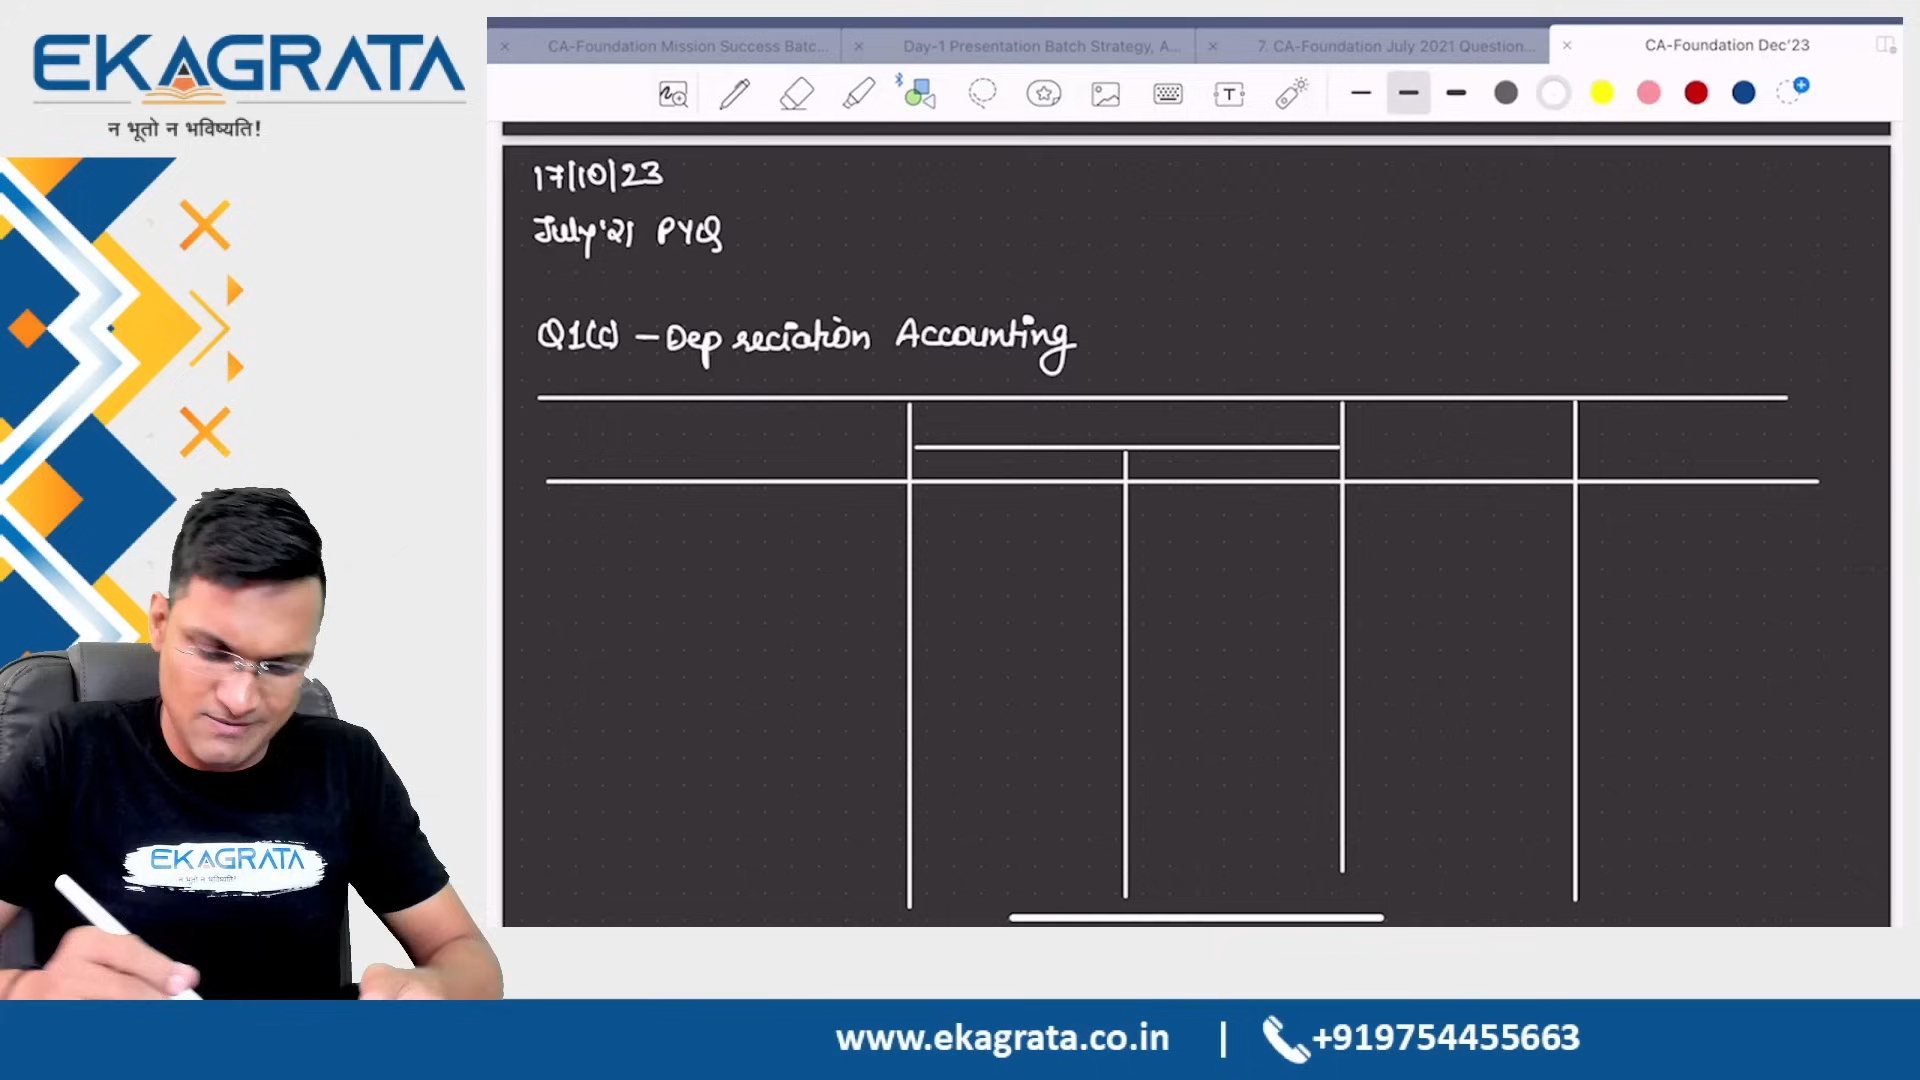 EKAGRATA
न भूतो न भविष्यति!
CA-Foundation Mission Success Batc...
Day-1 Presentation Batch Strategy, A...
7. CA-Foundation July 2021 Question...
CA-Foundation Dec'23
T
17/10/23
July'21 PYQ
Q1(c) - Depreciation Accounting
EKAGRATA
न भूतो न भविष्यति!
www.ekagrata.co.in | +919754455663